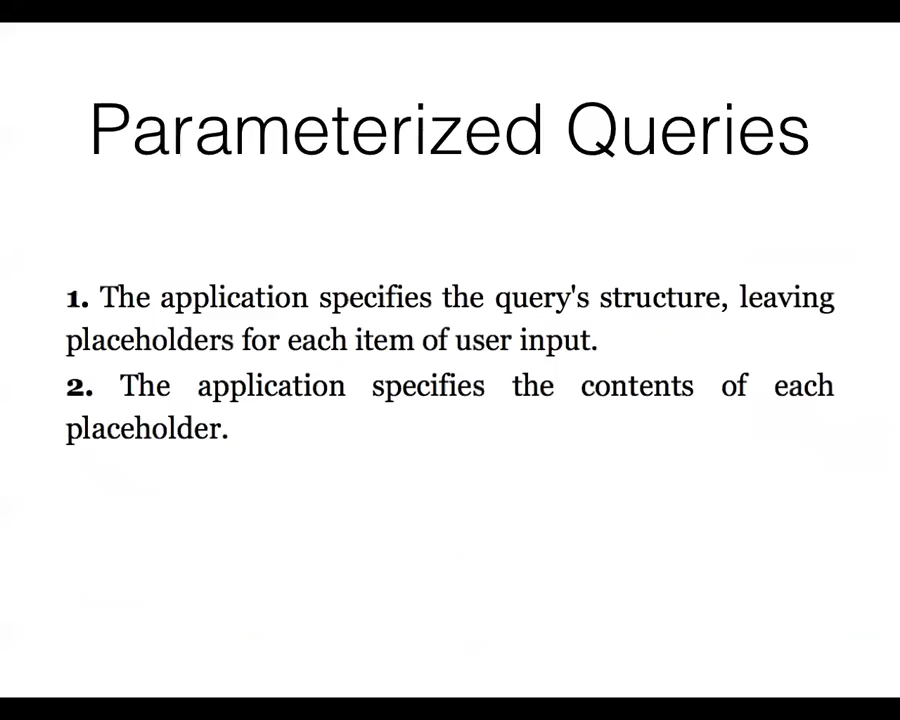 Parameterized Queries
1. The application specifies the query's structure, leaving
placeholders for each item of user input.
2. The application specifies the contents of each
placeholder.